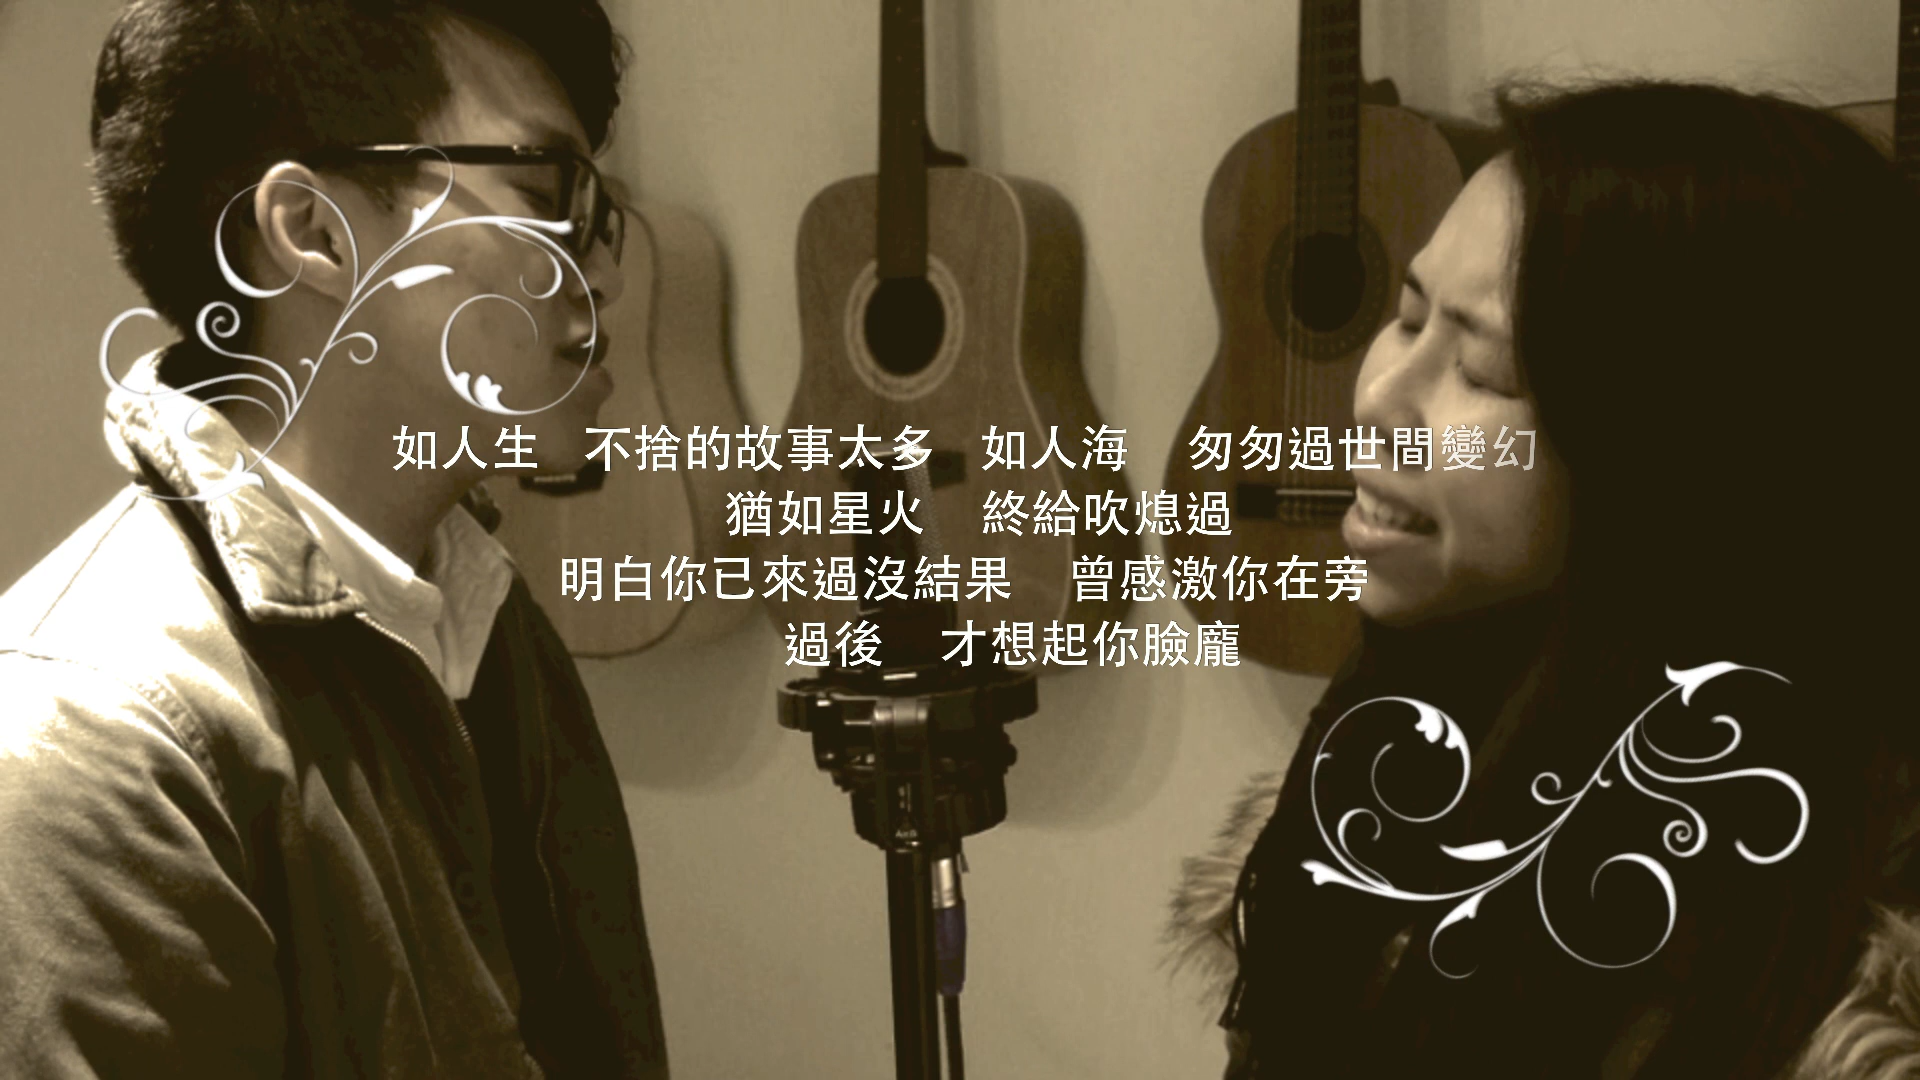 如人生 不捨的故事太多 如人海 匆匆過世間變幻
猶如星火 終給吹熄過
明白你已來過沒結果 曾感激你在旁
過後 才想起你臉龐